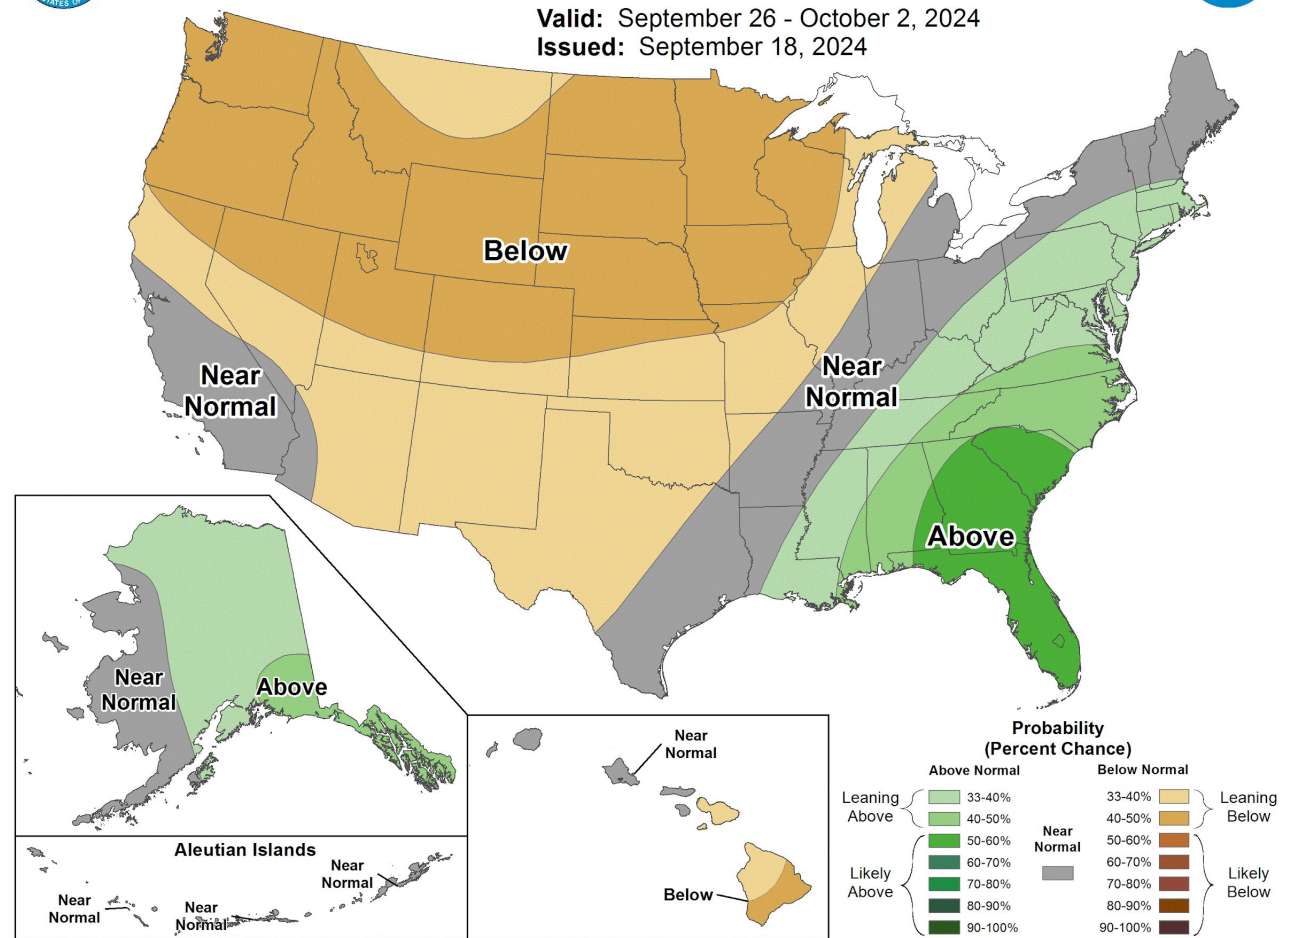 STATES OF
Valid: September 26 - October 2, 2024
Issued: September 18, 2024
Below
Near
Normal
Near
Normal
Above
Near
Normal
Above
Aleutian Islands
Near
Normal
Near
Normal
Near
Normal
Near
Normal
Below
Probability
(Percent Chance)
Above Normal
Below Normal
Leaning
Above
33-40%
40-50%
Likely
Above
50-60%
60-70%
70-80%
80-90%
90-100%
Near
Normal
33-40%
40-50%
Leaning
Below
50-60%
60-70%
70-80%
80-90%
90-100%
Likely
Below